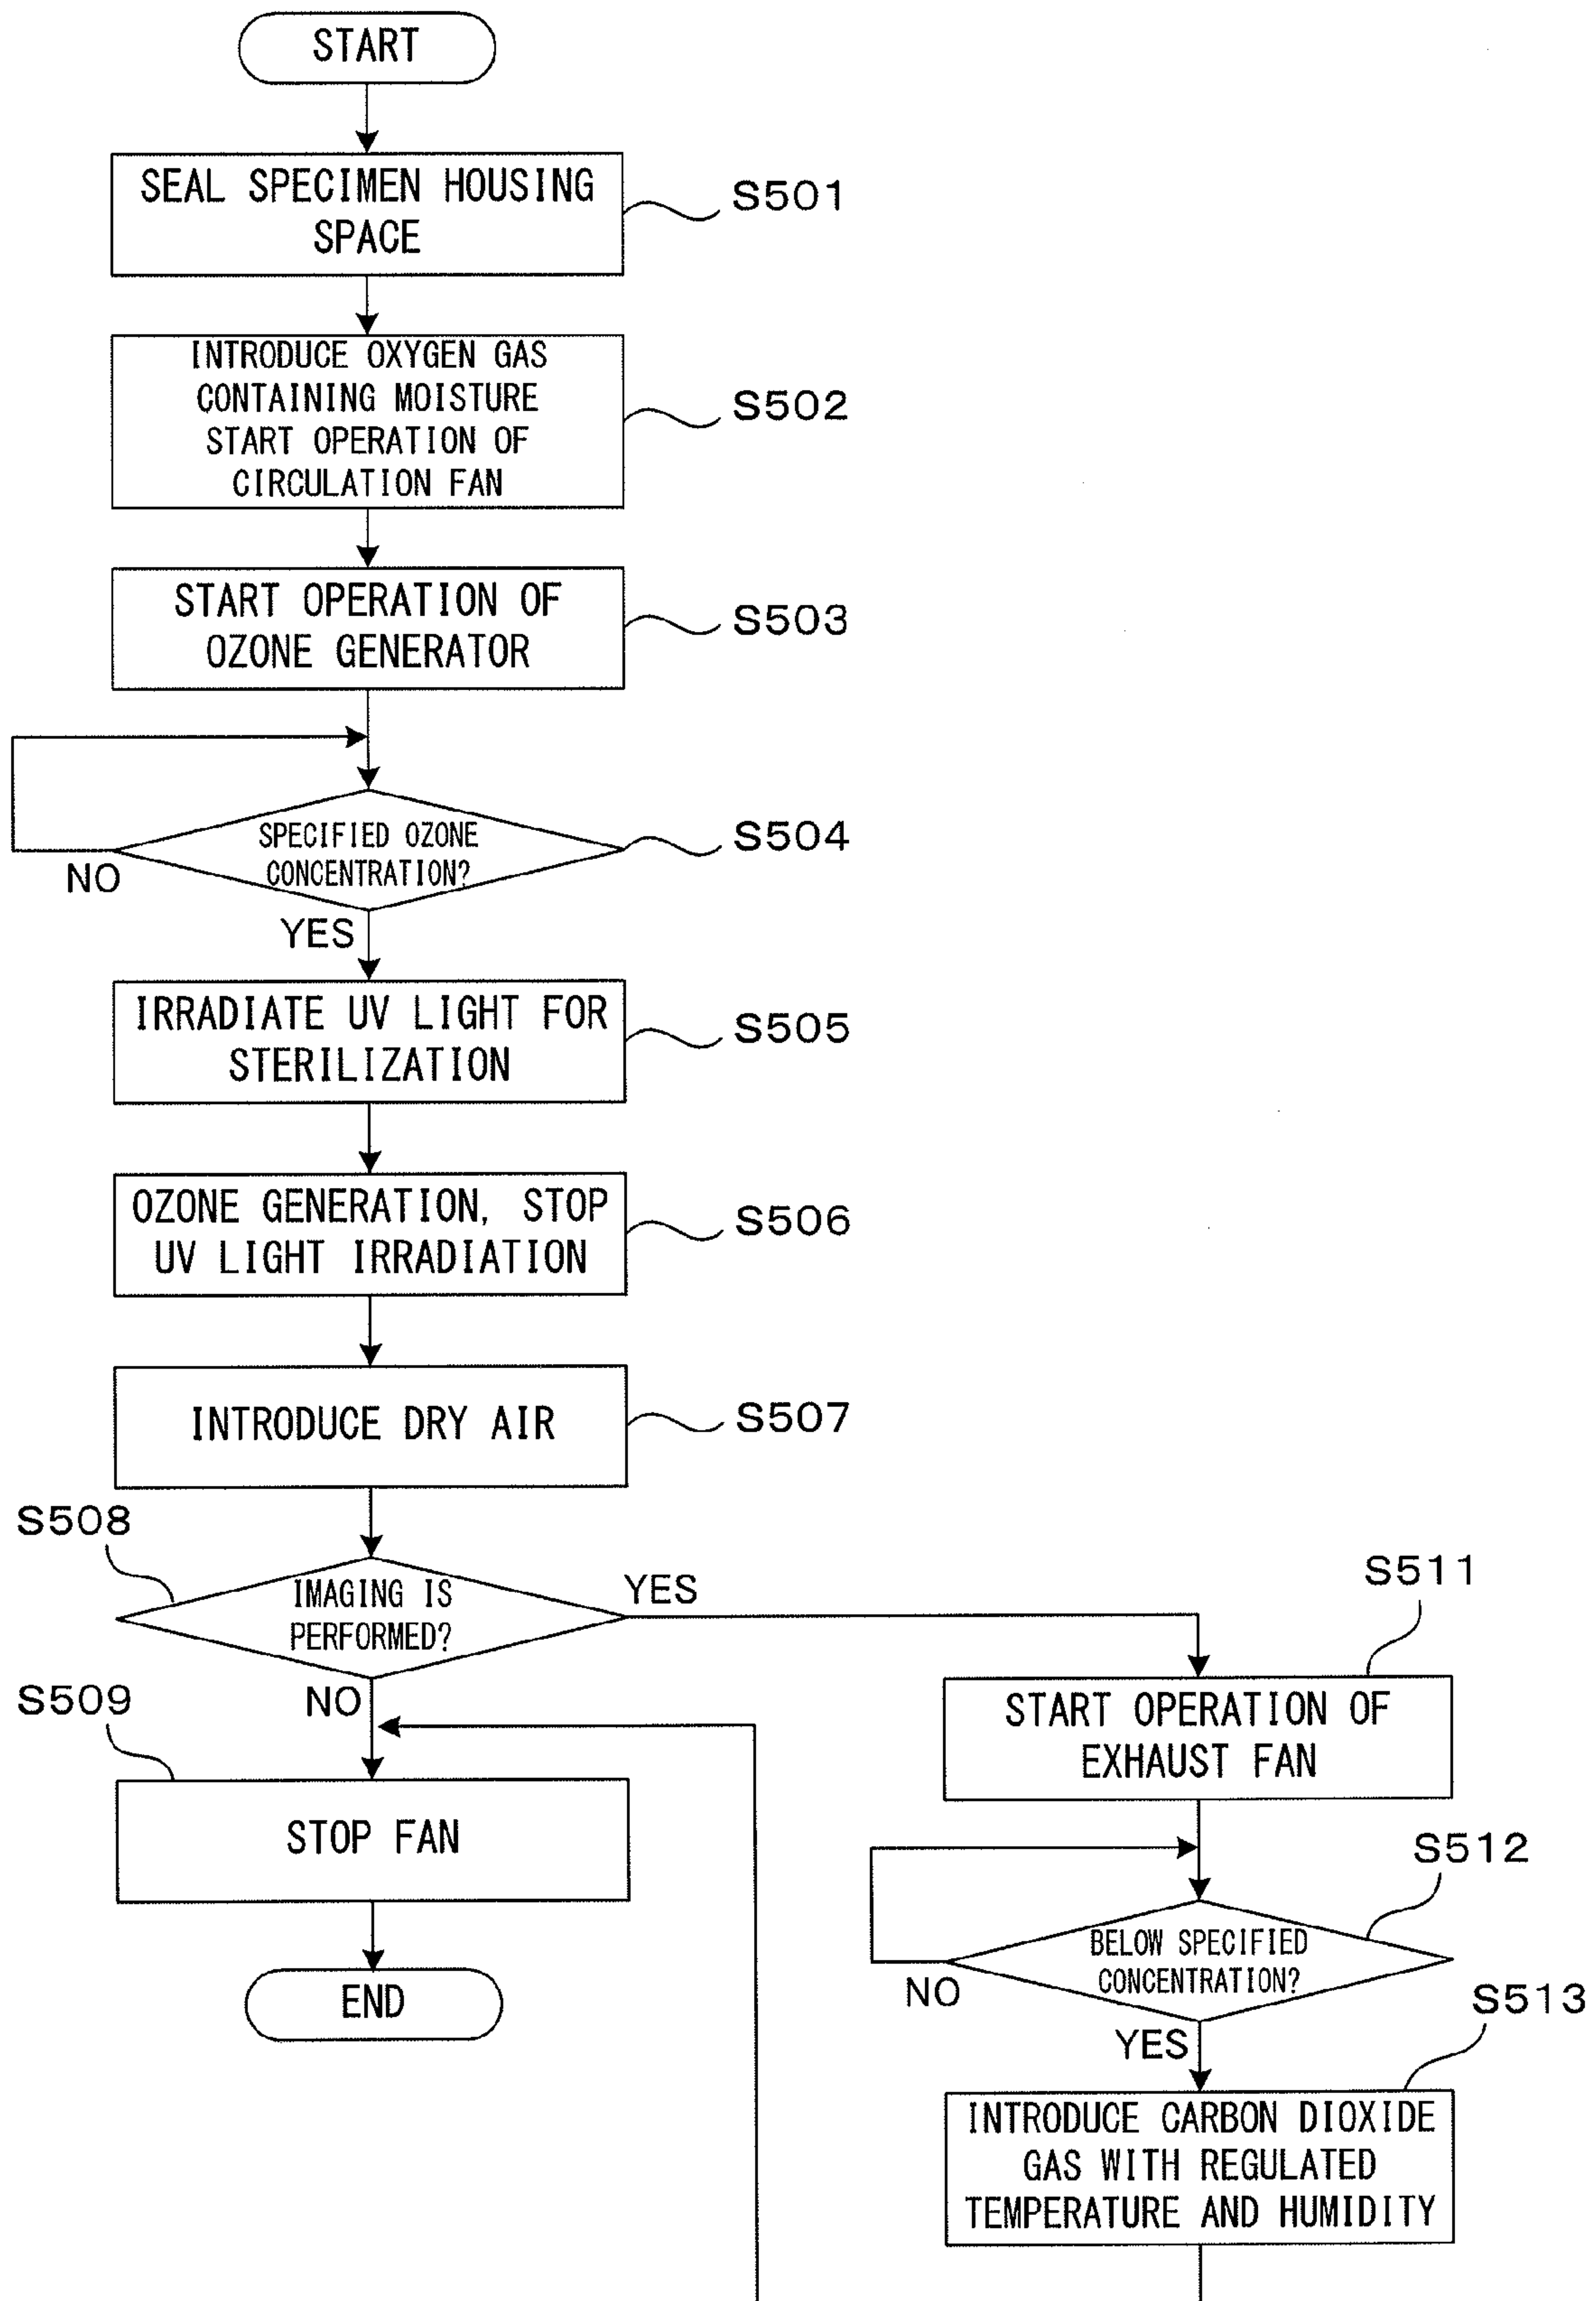 START
SEAL SPECIMEN HOUSING
SPACE
S501
INTRODUCE OXYGEN GAS
CONTAINING MOISTURE
START OPERATION OF
CIRCULATION FAN
S502
START OPERATION OF
OZONE GENERATOR
S503
SPECIFIED OZONE
CONCENTRATION?
S504
NO
YES
IRRADIATE UV LIGHT FOR
STERILIZATION
S505
OZONE GENERATION, STOP
UV LIGHT IRRADIATION
S506
INTRODUCE DRY AIR
S507
S508
IMAGING IS
PERFORMED?
YES
NO
S509
STOP FAN
END
S511
START OPERATION OF
EXHAUST FAN
S512
BELOW SPECIFIED
CONCENTRATION?
NO
YES
S513
INTRODUCE CARBON DIOXIDE
GAS WITH REGULATED
TEMPERATURE AND HUMIDITY